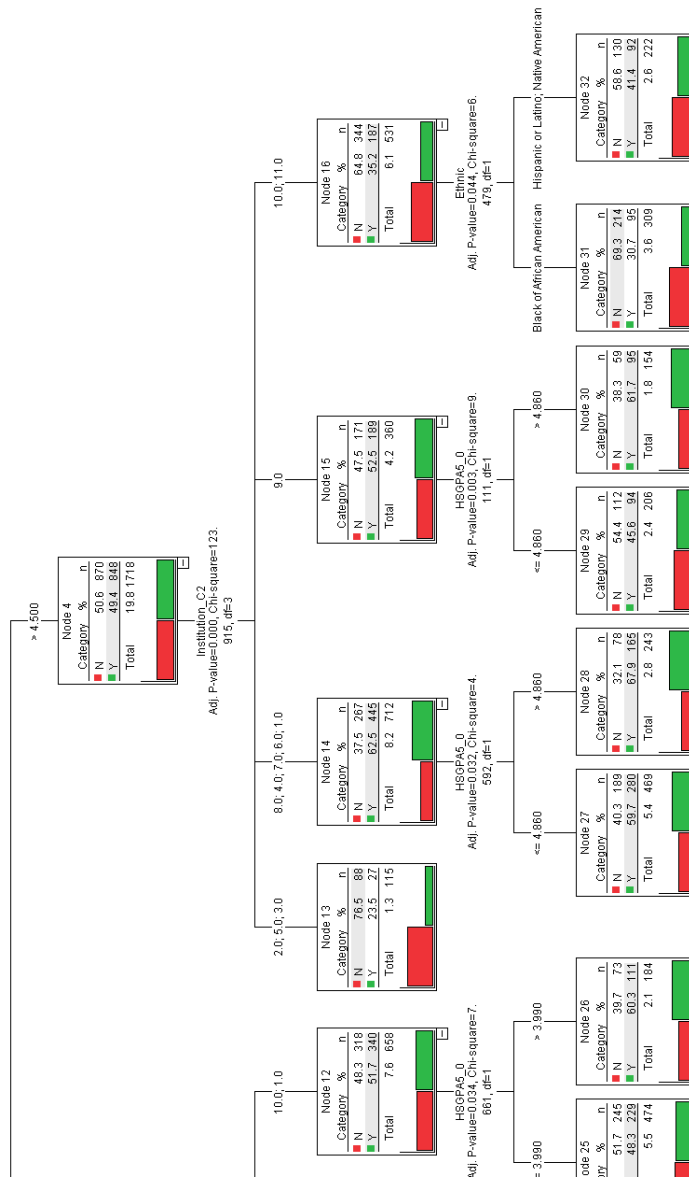 > 4.500
Node 4
Category % n
N 50.6 870
Y 49.4 848
Total 19.8 1718
Institution_C2
Adj. P-value=0.000, Chi-square=123.
915, df=3
10.0; 1.0
2.0; 5.0; 3.0
8.0; 4.0; 7.0; 6.0; 1.0
9.0
10.0; 11.0
Node 12
Category % n
N 48.3 318
Y 51.7 340
Total 7.6 658
HSGPA5_0
Adj. P-value=0.034, Chi-square=7.
661, df=1
Node 13
Category % n
N 76.5 88
Y 23.5 27
Total 1.3 115
Node 14
Category % n
N 37.5 267
Y 62.5 445
Total 8.2 712
HSGPA5_0
Adj. P-value=0.032, Chi-square=4.
592, df=1
Node 15
Category % n
N 47.5 171
Y 52.5 189
Total 4.2 360
HSGPA5_0
Adj. P-value=0.003, Chi-square=9.
111, df=1
Node 16
Category % n
N 64.8 344
Y 35.2 187
Total 6.1 531
Ethnic
Adj. P-value=0.044, Chi-square=6.
479, df=1
= 3.990
> 3.990
<= 4.860
> 4.860
<= 4.860
> 4.860
Black of African American
Hispanic or Latino; Native American
ode 25
ory % n
51.7 245
48.3 229
5.5 474
Node 26
Category % n
N 39.7 73
Y 60.3 111
Total 2.1 184
Node 27
Category % n
N 40.3 189
Y 59.7 280
Total 5.4 469
Node 28
Category % n
N 32.1 78
Y 67.9 165
Total 2.8 243
Node 29
Category % n
N 54.4 112
Y 45.6 94
Total 2.4 206
Node 30
Category % n
N 38.3 59
Y 61.7 95
Total 1.8 154
Node 31
Category % n
N 69.3 214
Y 30.7 95
Total 3.6 309
Node 32
Category % n
N 58.6 130
Y 41.4 92
Total 2.6 222